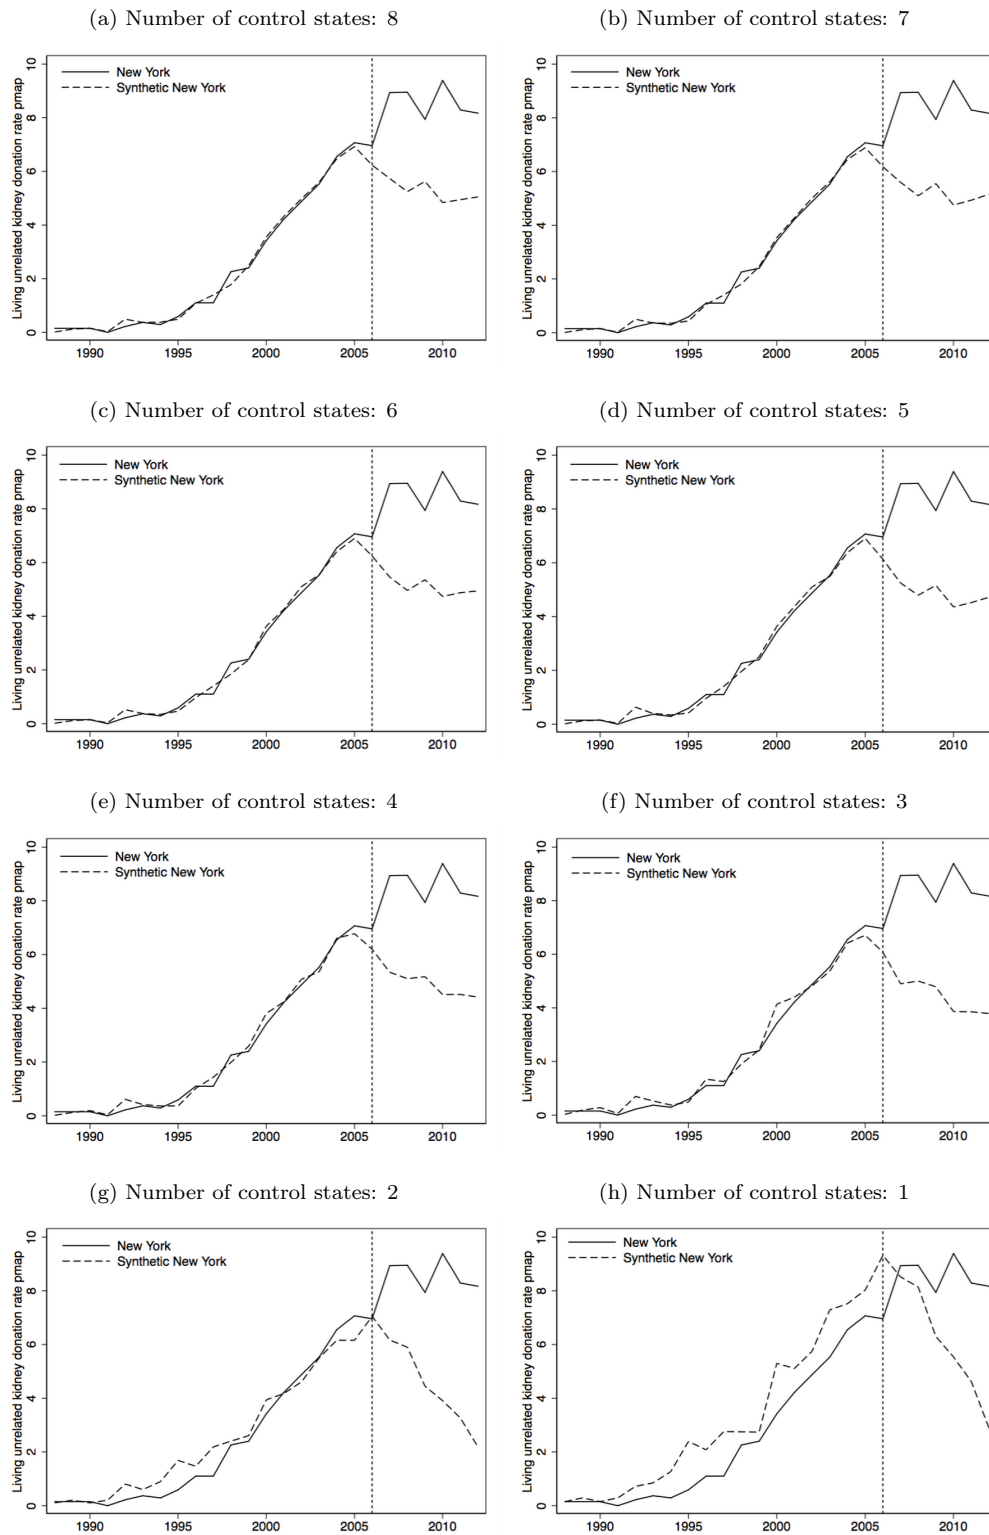 (a) Number of control states: 8
Living unrelated kidney donation rate pmap
0 2 4 6 8 10
New York
Synthetic New York
1990 1995 2000 2005 2010
(b) Number of control states: 7
Living unrelated kidney donation rate pmap
0 2 4 6 8 10
New York
Synthetic New York
1990 1995 2000 2005 2010
(c) Number of control states: 6
Living unrelated kidney donation rate pmap
0 2 4 6 8 10
New York
Synthetic New York
1990 1995 2000 2005 2010
(d) Number of control states: 5
Living unrelated kidney donation rate pmap
0 2 4 6 8 10
New York
Synthetic New York
1990 1995 2000 2005 2010
(e) Number of control states: 4
Living unrelated kidney donation rate pmap
0 2 4 6 8 10
New York
Synthetic New York
1990 1995 2000 2005 2010
(f) Number of control states: 3
Living unrelated kidney donation rate pmap
0 2 4 6 8 10
New York
Synthetic New York
1990 1995 2000 2005 2010
(g) Number of control states: 2
Living unrelated kidney donation rate pmap
0 2 4 6 8 10
New York
Synthetic New York
1990 1995 2000 2005 2010
(h) Number of control states: 1
Living unrelated kidney donation rate pmap
0 2 4 6 8 10
New York
Synthetic New York
1990 1995 2000 2005 2010